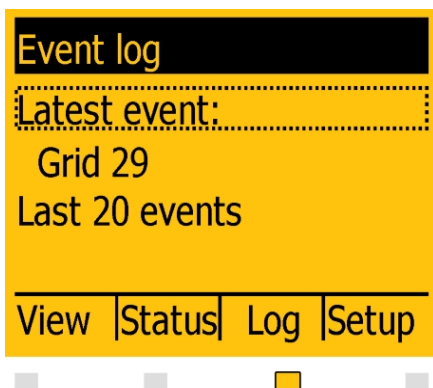 Event log
Latest event:
Grid 29
Last 20 events
View Status Log Setup